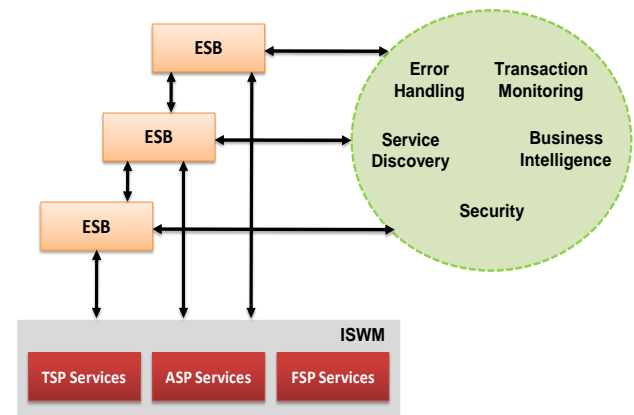 ESB
Error
Handling
Transaction
Monitoring
ESB
Service
Discovery
Business
Intelligence
ESB
Security
ISWM
TSP Services
ASP Services
FSP Services